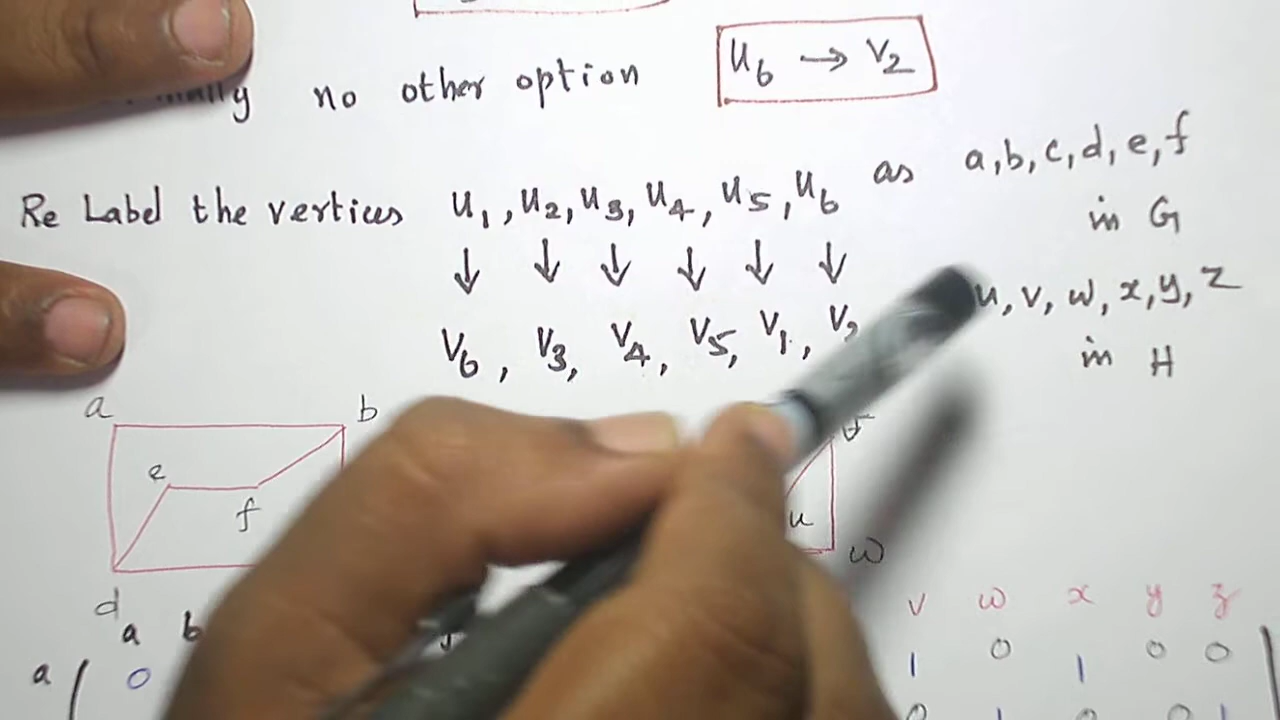 no other option u6 → v2
Re Label the vertices u1, u2, u3, u4, u5, u6 as a, b, c, d, e, f
in G
↓ ↓ ↓ ↓ ↓ ↓
v6, v3, v4, v5, v1, v2
u, v, w, x, y, z
in H
a b
e
f
u
w
d
a b
v w x y z
a 0
1 0 1 0 0